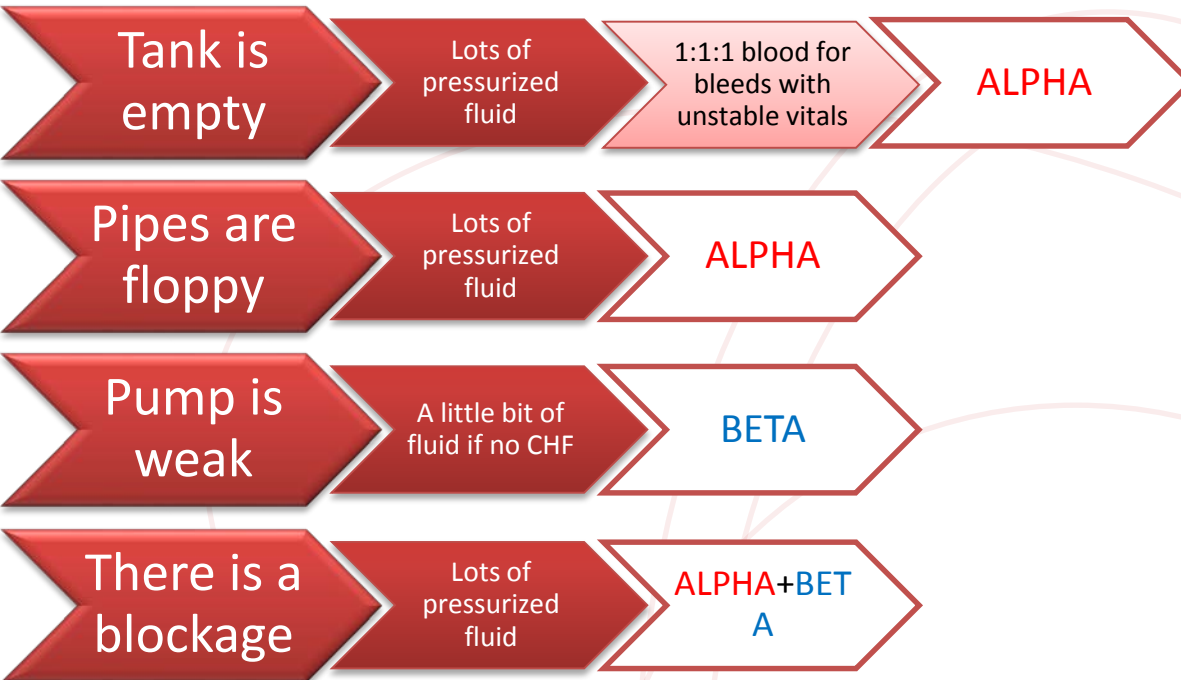 Tank is
empty
Lots of
pressurized
fluid
1:1:1 blood for
bleeds with
unstable vitals
ALPHA
Pipes are
floppy
Lots of
pressurized
fluid
ALPHA
Pump is
weak
A little bit of
fluid if no CHF
BETA
There is a
blockage
Lots of
pressurized
fluid
ALPHA+BET
A